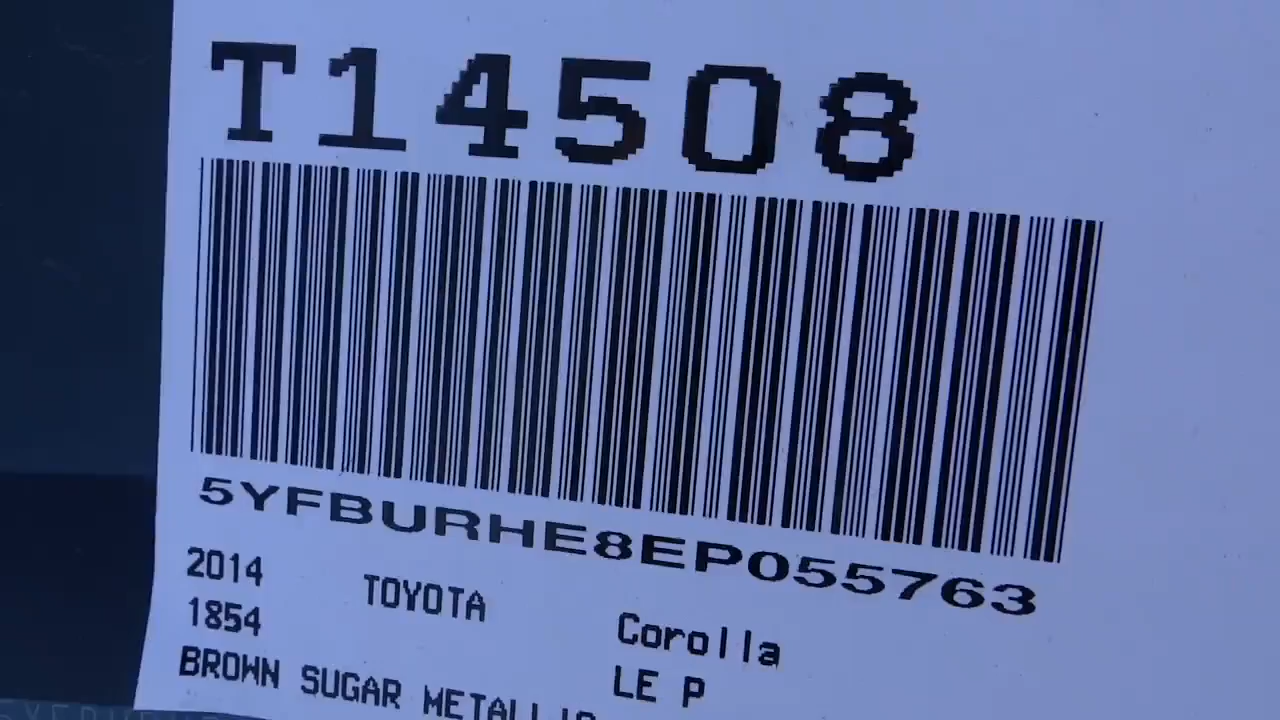 T14508
5YFBURHE8EP055763
2014 TOYOTA Corolla
1854 LE P
BROWN SUGAR METALLIC